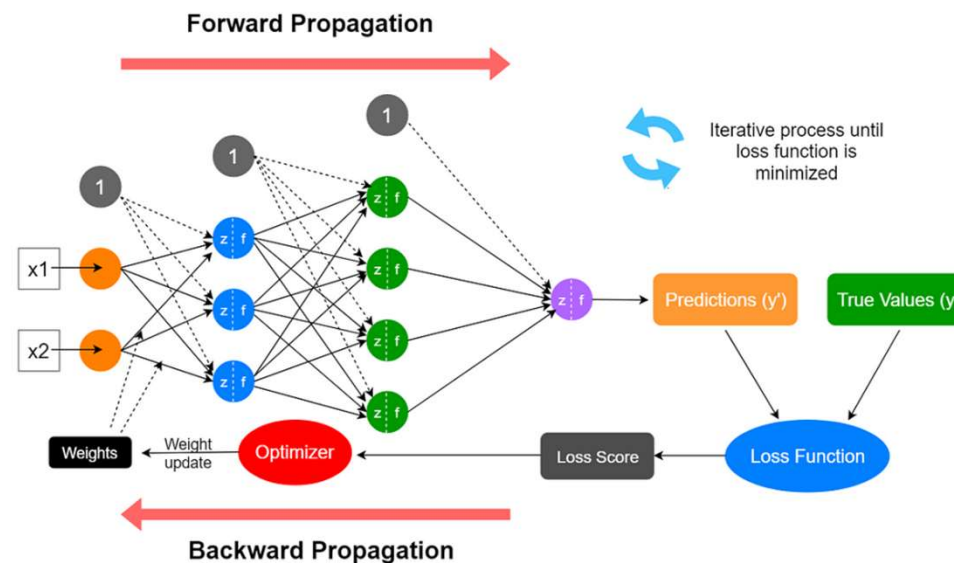 Forward Propagation
1
1
1
Iterative process until
loss function is
minimized
z f
z f
z f
z f
z f
z f
z f
z f
x1
x2
Predictions (y')
True Values (y
Weights
Weight
update
Optimizer
Loss Score
Loss Function
Backward Propagation